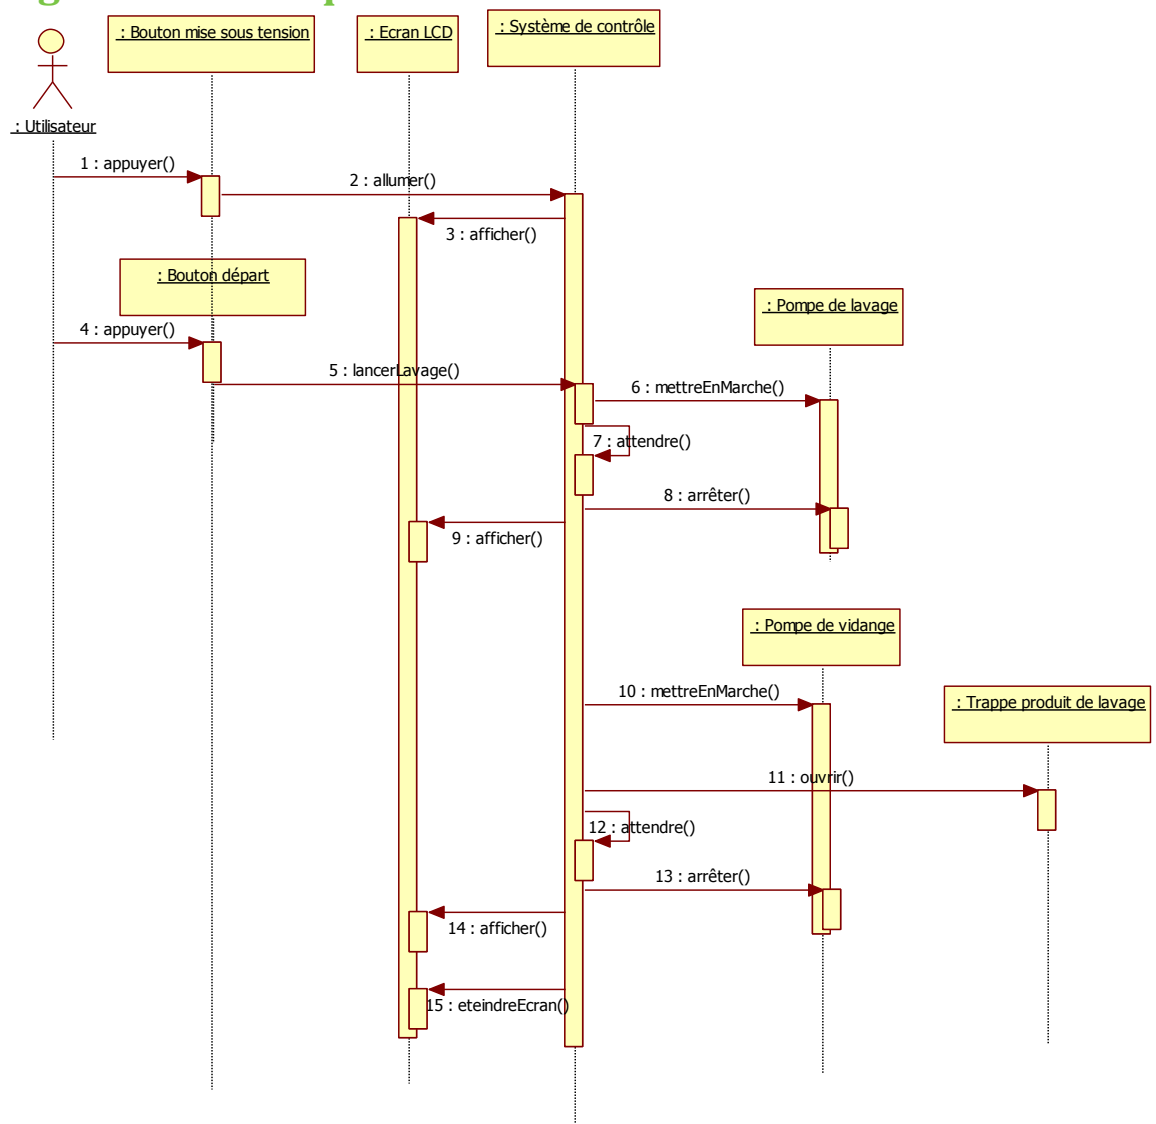 : Bouton mise sous tension
: Ecran LCD
: Système de contrôle
: Utilisateur
1 : appuyer()
2 : allumer()
3 : afficher()
: Bouton départ
: Pompe de lavage
4 : appuyer()
5 : lancerLavage()
6 : mettreEnMarche()
7 : attendre()
8 : arrêter()
9 : afficher()
: Pompe de vidange
10 : mettreEnMarche()
: Trappe produit de lavage
11 : ouvrir()
12 : attendre()
13 : arrêter()
14 : afficher()
15 : eteindreEcran()